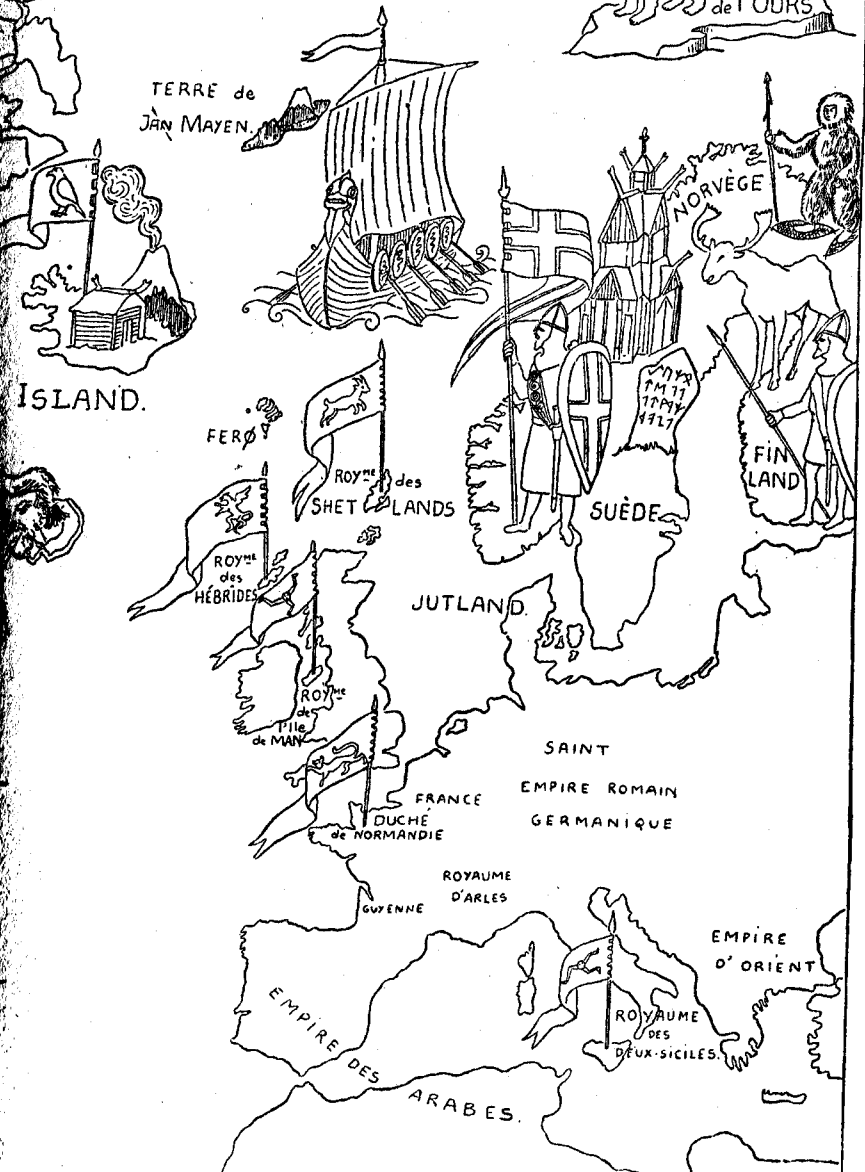 de l'OURS
TERRE de
JAN MAYEN.
NORVÈGE
ISLAND.
FERØ
ROYme des
SHETLANDS
FIN
LAND
SUÈDE
ROYme
des
HÉBRIDES
JUTLAND.
ROYme
de
l'Ile
de MAN
SAINT
EMPIRE ROMAIN
GERMANIQUE
FRANCE
DUCHÉ
de NORMANDIE
ROYAUME
D'ARLES
GUYENNE
EMPIRE
D'ORIENT
ROYAUME
DES
DEUX-SICILES.
EMPIRE DES ARABES.